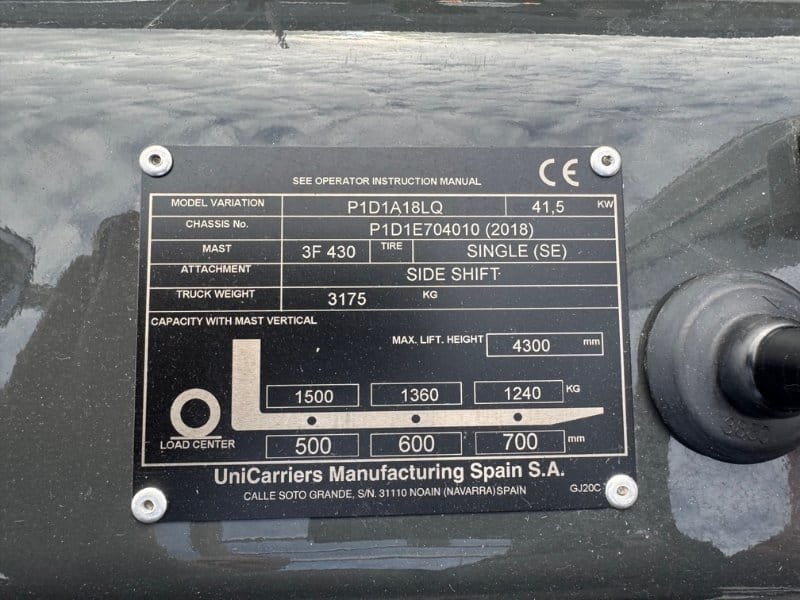 SEE OPERATOR INSTRUCTION MANUAL CE
MODEL VARIATION P1D1A18LQ 41,5 KW
CHASSIS No. P1D1E704010 (2018)
MAST 3F 430 TIRE SINGLE (SE)
ATTACHMENT SIDE SHIFT
TRUCK WEIGHT 3175 KG
CAPACITY WITH MAST VERTICAL
MAX. LIFT. HEIGHT 4300 mm
1500 1360 1240 KG
LOAD CENTER 500 600 700 mm
UniCarriers Manufacturing Spain S.A.
CALLE SOTO GRANDE, S/N. 31110 NOAIN (NAVARRA) SPAIN GJ20C